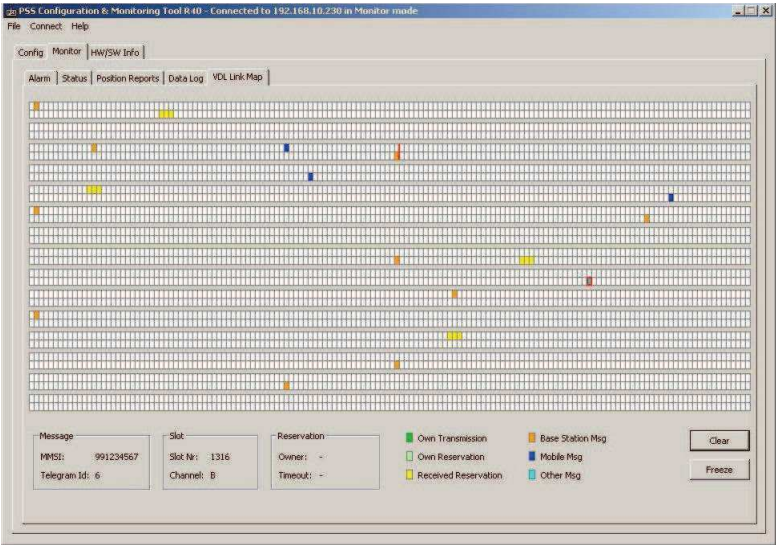 PSS Configuration & Monitoring Tool R40 - Connected to 192.168.10.230 in Monitor mode
File Connect Help
Config Monitor HW/SW Info
Alarm Status Position Reports Data Log VDL Link Map
Message
MMSI: 991234567
Telegram Id: 6
Slot
Slot Nr: 1316
Channel: B
Reservation
Owner: -
Timeout: -
Own Transmission
Own Reservation
Received Reservation
Base Station Msg
Mobile Msg
Other Msg
Clear
Freeze